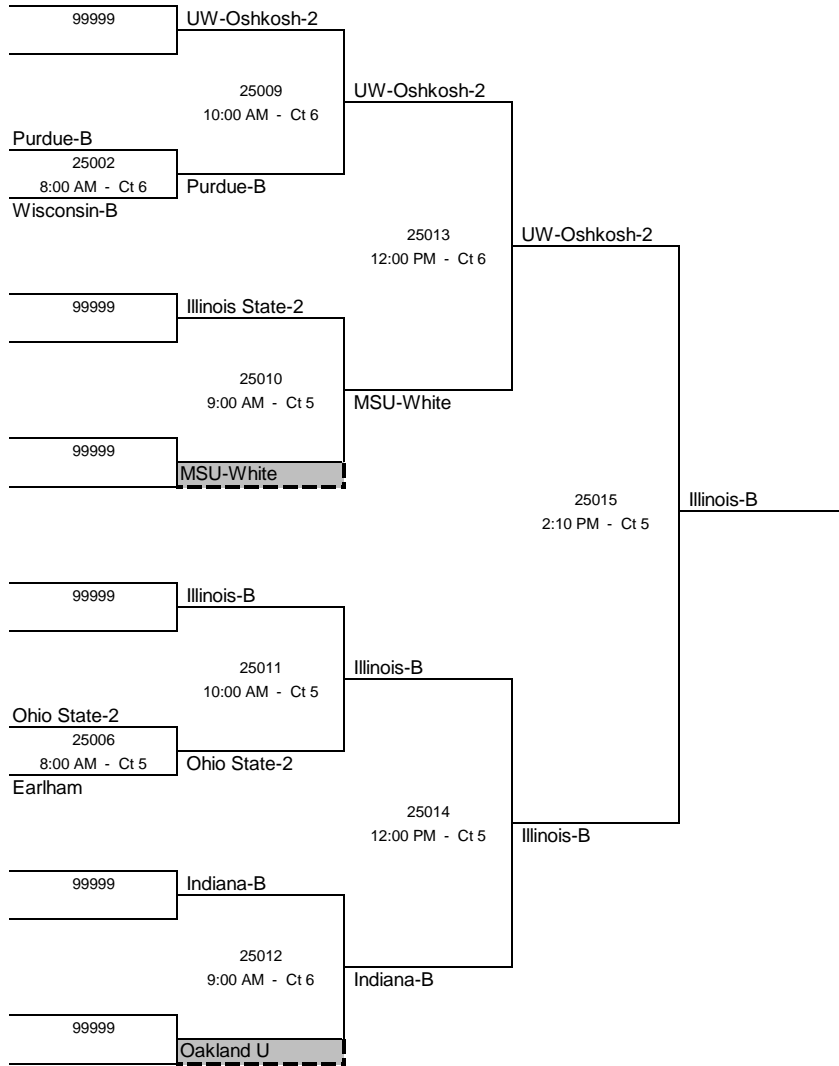 99999 UW-Oshkosh-2
25009 UW-Oshkosh-2
10:00 AM - Ct 6
Purdue-B
25002
8:00 AM - Ct 6 Purdue-B
Wisconsin-B
25013 UW-Oshkosh-2
12:00 PM - Ct 6
99999 Illinois State-2
25010
9:00 AM - Ct 5 MSU-White
99999
MSU-White
25015 Illinois-B
2:10 PM - Ct 5
99999 Illinois-B
25011 Illinois-B
10:00 AM - Ct 5
Ohio State-2
25006
8:00 AM - Ct 5 Ohio State-2
Earlham
25014
12:00 PM - Ct 5 Illinois-B
99999 Indiana-B
25012
9:00 AM - Ct 6 Indiana-B
99999
Oakland U